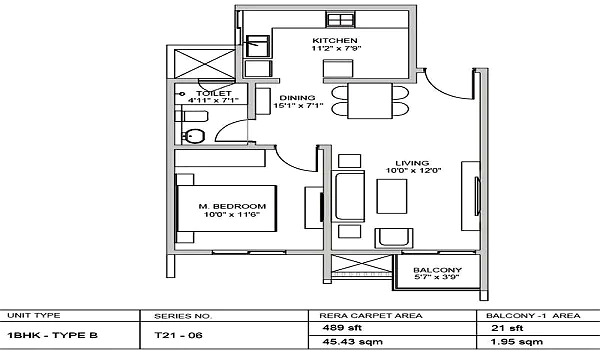 KITCHEN
11'2" x 7'9"
TOILET
4'11" x 7'1"
DINING
15'1" x 7'1"
LIVING
10'0" x 12'0"
M. BEDROOM
10'0" x 11'6"
BALCONY
5'7" x 3'9"
UNIT TYPE
SERIES NO.
RERA CARPET AREA
BALCONY -1 AREA
1BHK - TYPE B
T21 - 06
489 sft
21 sft
45.43 sqm
1.95 sqm